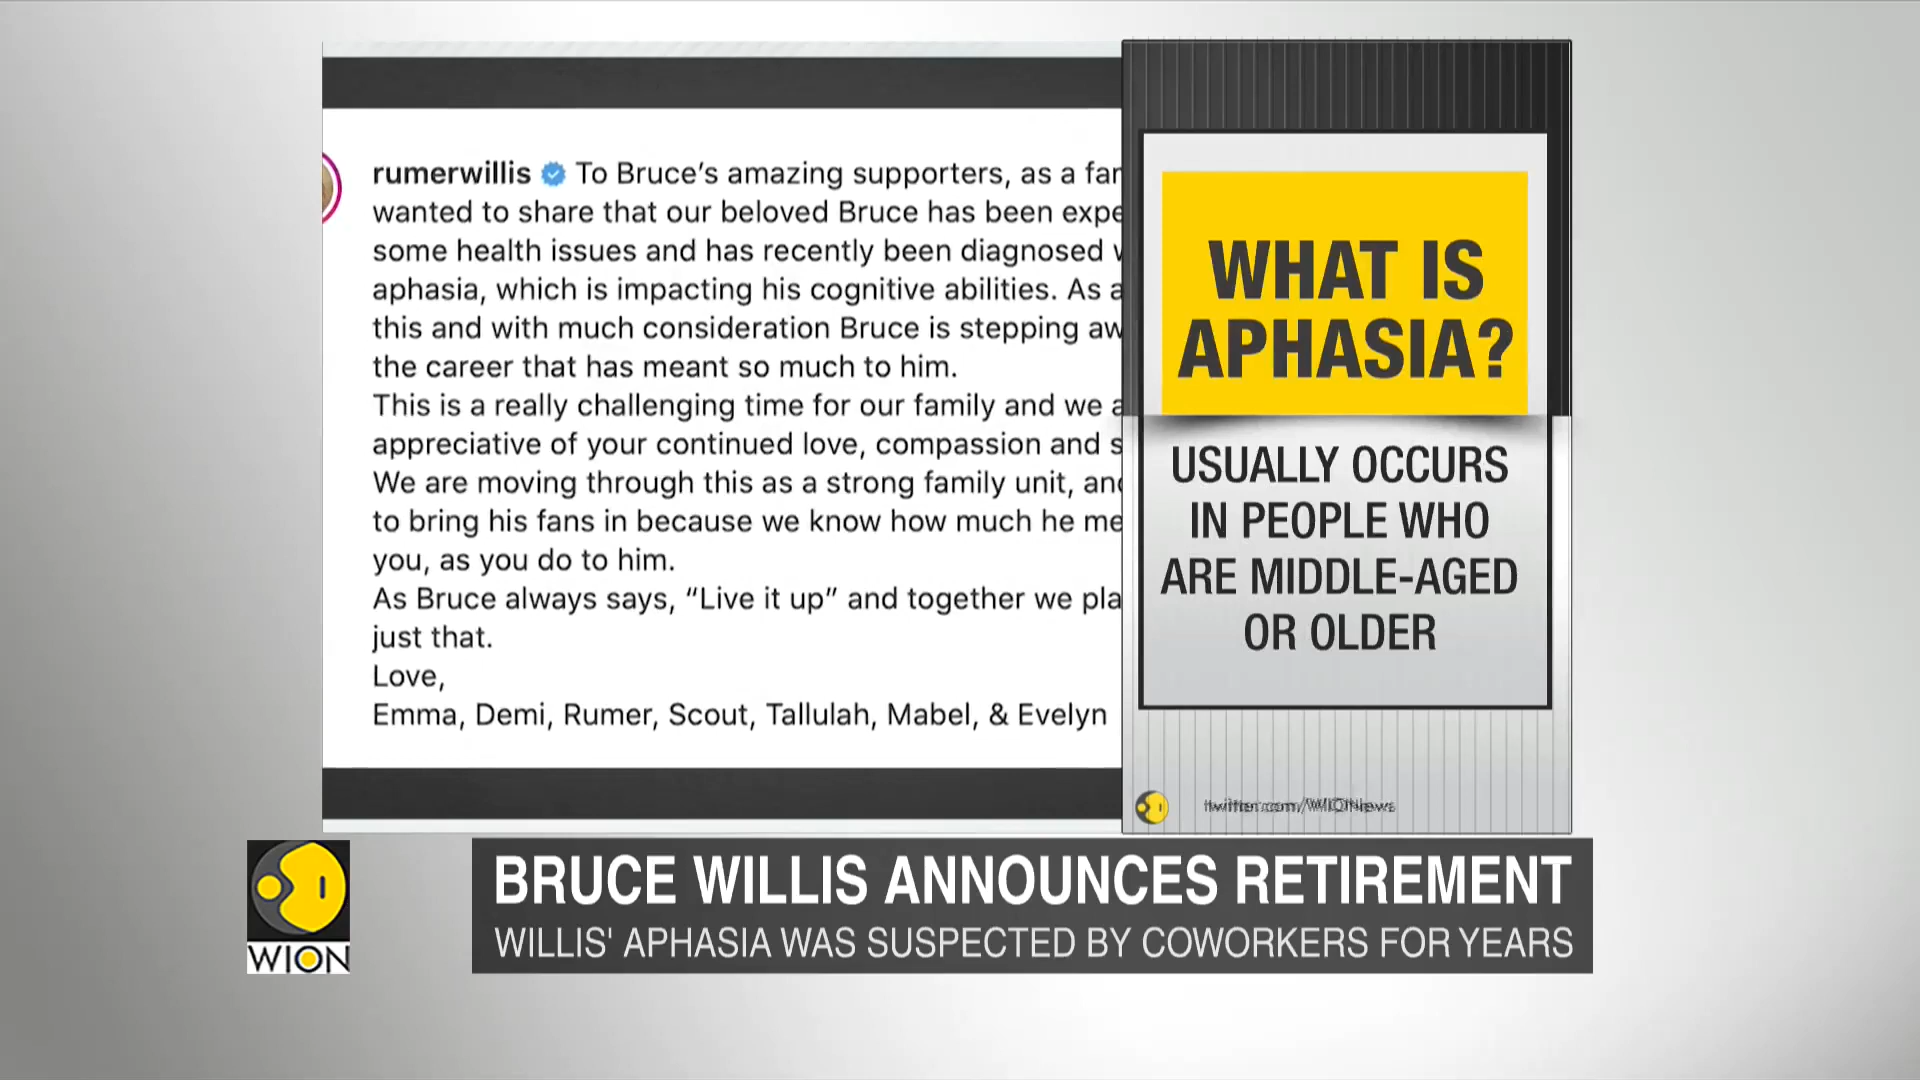 rumerwillis To Bruce's amazing supporters, as a fam
wanted to share that our beloved Bruce has been expe
some health issues and has recently been diagnosed w
aphasia, which is impacting his cognitive abilities. As a
this and with much consideration Bruce is stepping aw
the career that has meant so much to him.
This is a really challenging time for our family and we a
appreciative of your continued love, compassion and s
We are moving through this as a strong family unit, and
to bring his fans in because we know how much he me
you, as you do to him.
As Bruce always says, “Live it up” and together we pla
just that.
Love,
Emma, Demi, Rumer, Scout, Tallulah, Mabel, & Evelyn
WHAT IS
APHASIA?
USUALLY OCCURS
IN PEOPLE WHO
ARE MIDDLE-AGED
OR OLDER
twitter.com/WIONews
WION
BRUCE WILLIS ANNOUNCES RETIREMENT
WILLIS' APHASIA WAS SUSPECTED BY COWORKERS FOR YEARS